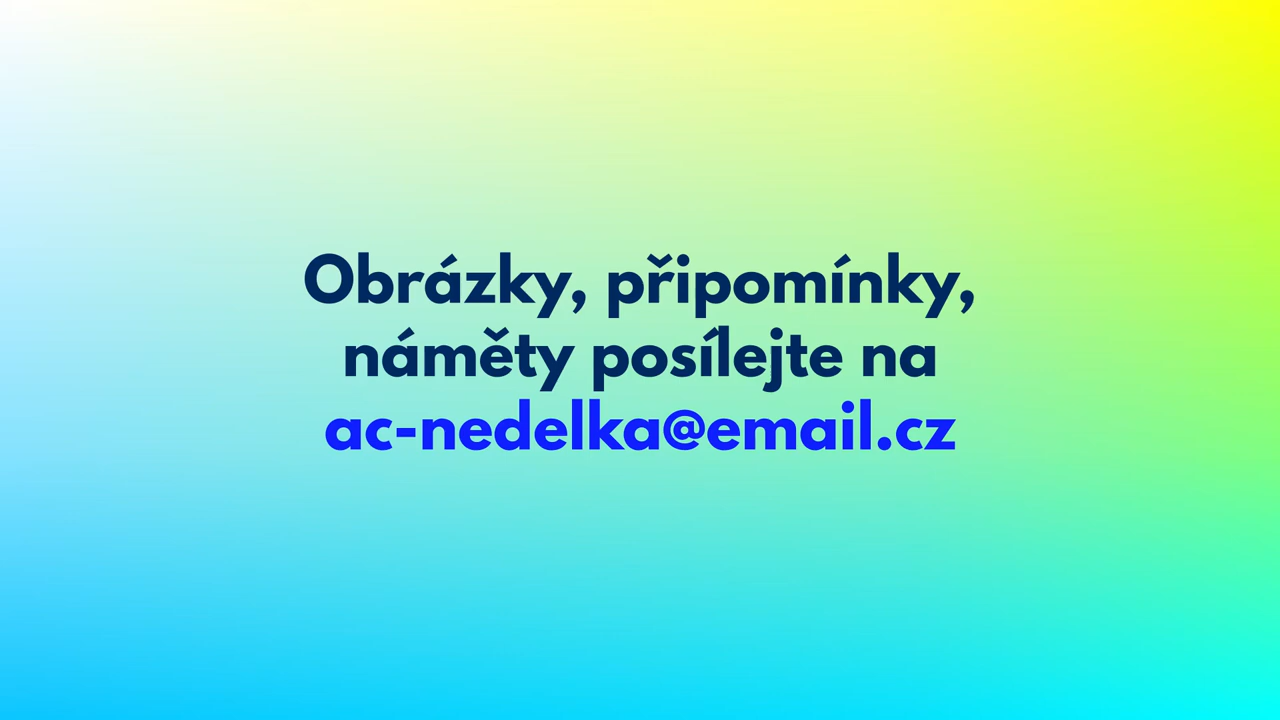 Obrázky, připomínky,
náměty posílejte na
ac-nedelka@email.cz